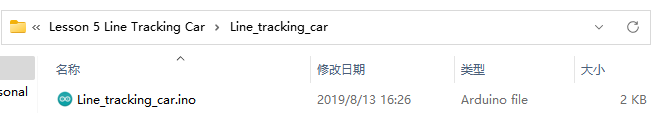 « Lesson 5 Line Tracking Car › Line_tracking_car
名称 修改日期 类型 大小
sonal Line_tracking_car.ino 2019/8/13 16:26 Arduino file 2 KB